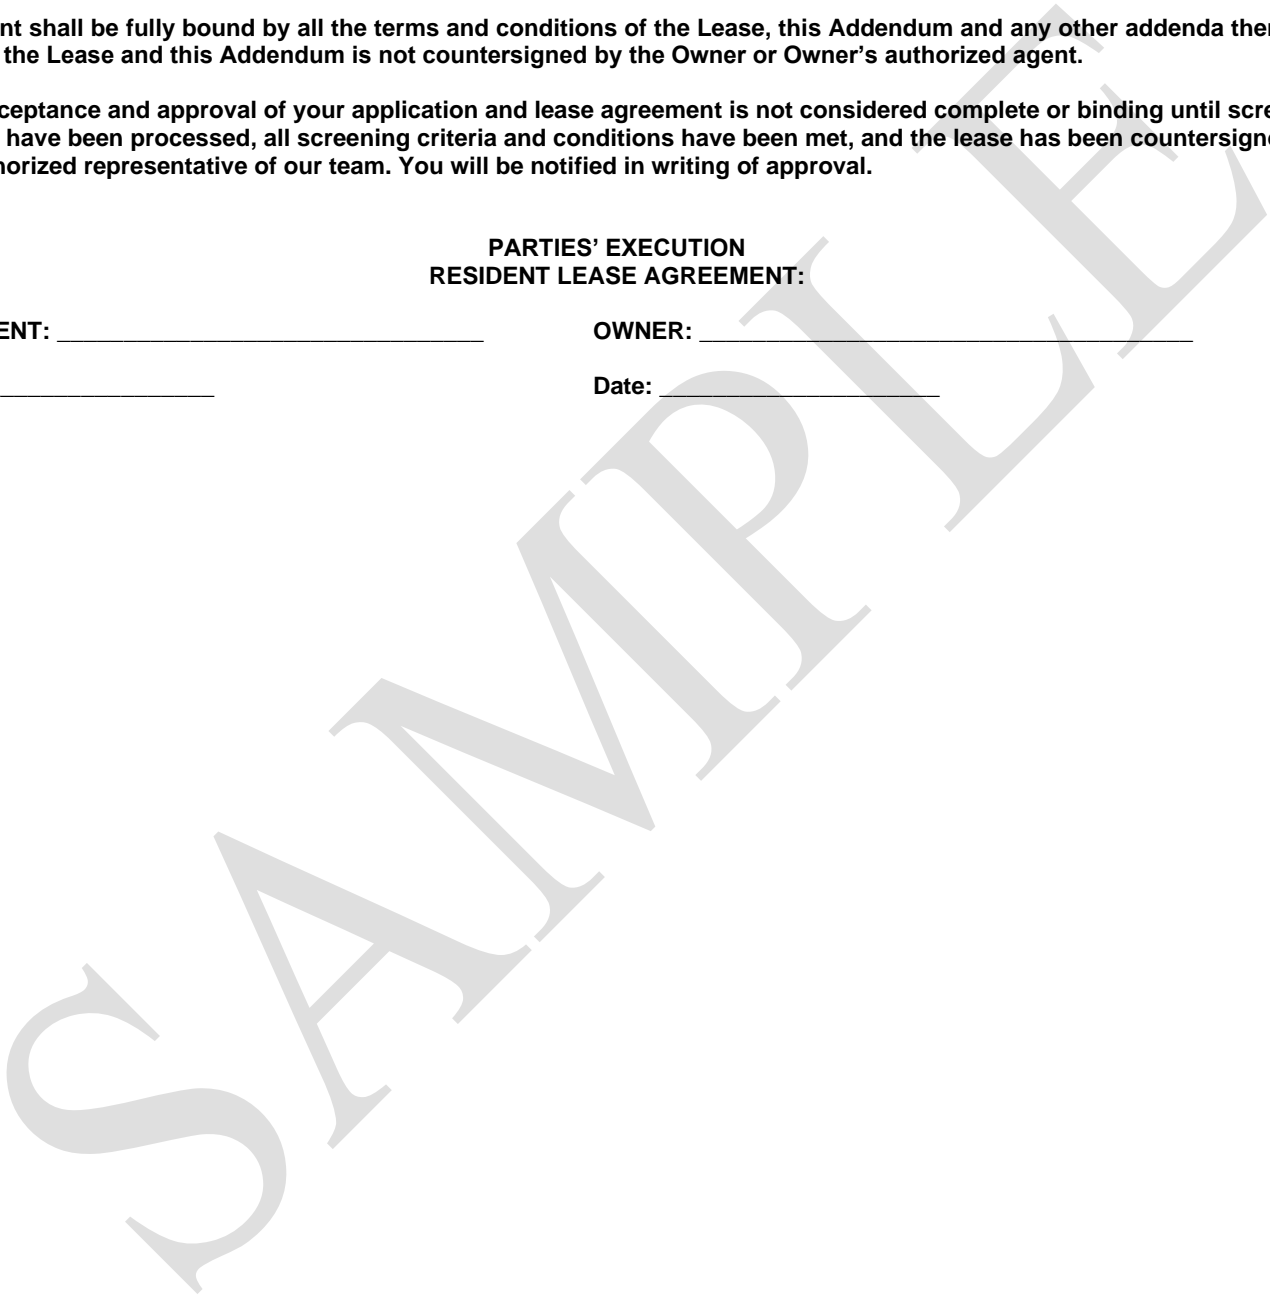 nt shall be fully bound by all the terms and conditions of the Lease, this Addendum and any other addenda ther
the Lease and this Addendum is not countersigned by the Owner or Owner’s authorized agent.
ceptance and approval of your application and lease agreement is not considered complete or binding until scre
have been processed, all screening criteria and conditions have been met, and the lease has been countersign
horized representative of our team. You will be notified in writing of approval.
PARTIES’ EXECUTION
RESIDENT LEASE AGREEMENT:
ENT: ________________________________ OWNER: _____________________________________
________________ Date: _____________________
SAMPLE